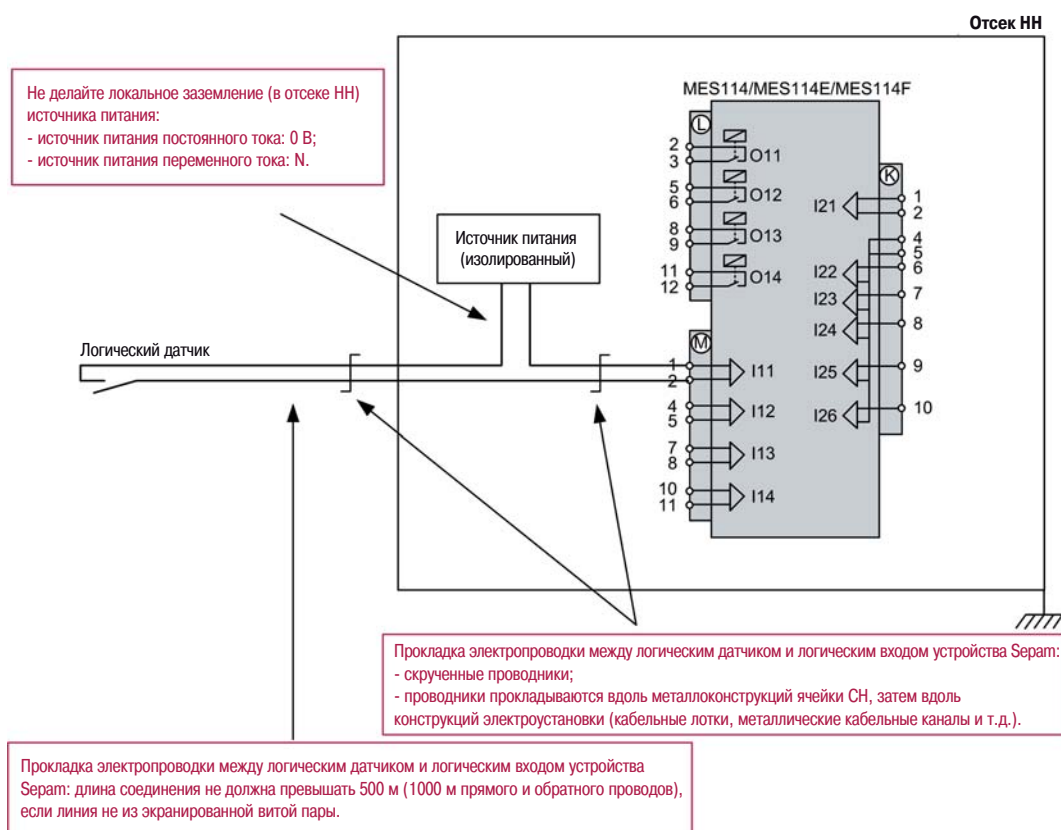 Отсек НН
Не делайте локальное заземление (в отсеке НН)
источника питания:
- источник питания постоянного тока: 0 В;
- источник питания переменного тока: N.
MES114/MES114E/MES114F
L
2
3
O11
5
6
O12
8
9
O13
11
12
O14
K
I21
1
2
4
5
I22
6
I23
7
I24
8
I25
9
I26
10
Источник питания
(изолированный)
Логический датчик
M
1
2
I11
4
5
I12
7
8
I13
10
11
I14
Прокладка электропроводки между логическим датчиком и логическим входом устройства Sepam:
- скрученные проводники;
- проводники прокладываются вдоль металлоконструкций ячейки СН, затем вдоль
конструкций электроустановки (кабельные лотки, металлические кабельные каналы и т.д.).
Прокладка электропроводки между логическим датчиком и логическим входом устройства
Sepam: длина соединения не должна превышать 500 м (1000 м прямого и обратного проводов),
если линия не из экранированной витой пары.